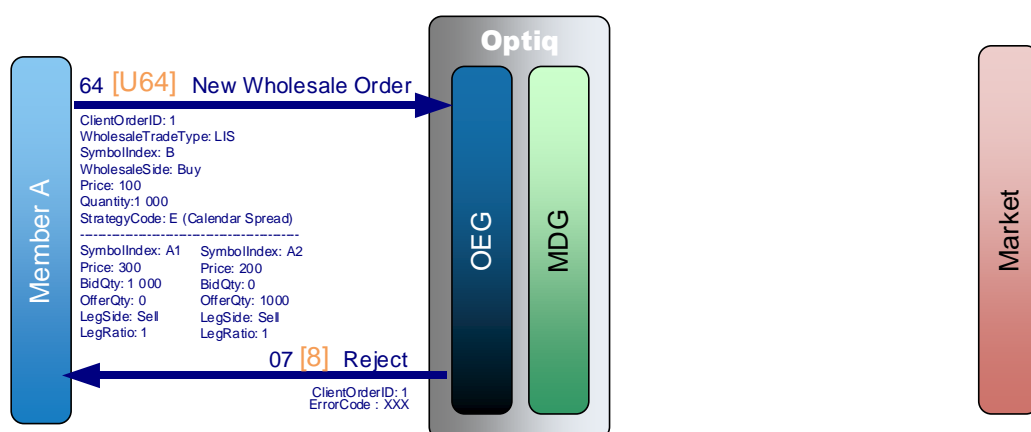 Optiq
64 [U64] New Wholesale Order
ClientOrderID: 1
WholesaleTradeType: LIS
SymbolIndex: B
WholesaleSide: Buy
Price: 100
Quantity:1 000
StrategyCode: E (Calendar Spread)
--------------------------------------------
SymbolIndex: A1 SymbolIndex: A2
Price: 300 Price: 200
BidQty: 1 000 BidQty: 0
OfferQty: 0 OfferQty: 1000
LegSide: Sell LegSide: Sell
LegRatio: 1 LegRatio: 1
07 [8] Reject
ClientOrderID: 1
ErrorCode : XXX
Member A
OEG
MDG
Market